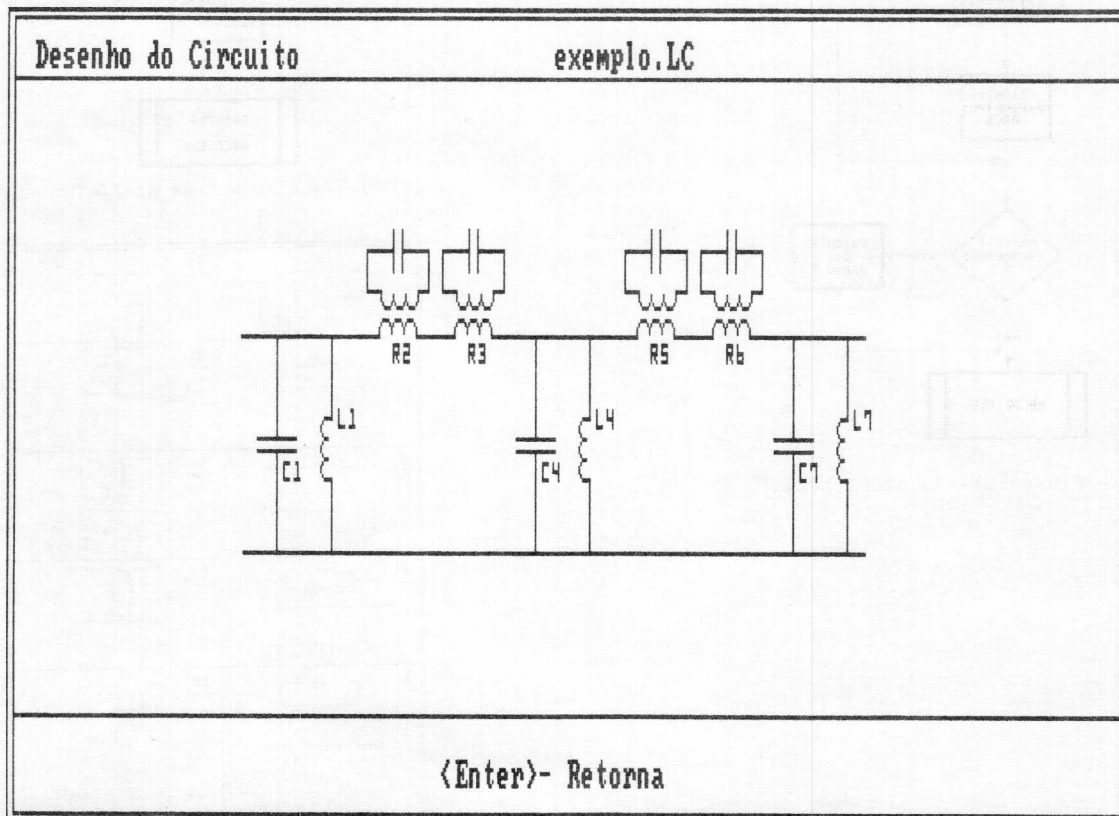 Desenho do Circuito exemplo.LC
R2 R3 R5 R6
L1 L4 L7
C1 C4 C7
<Enter>- Retorna